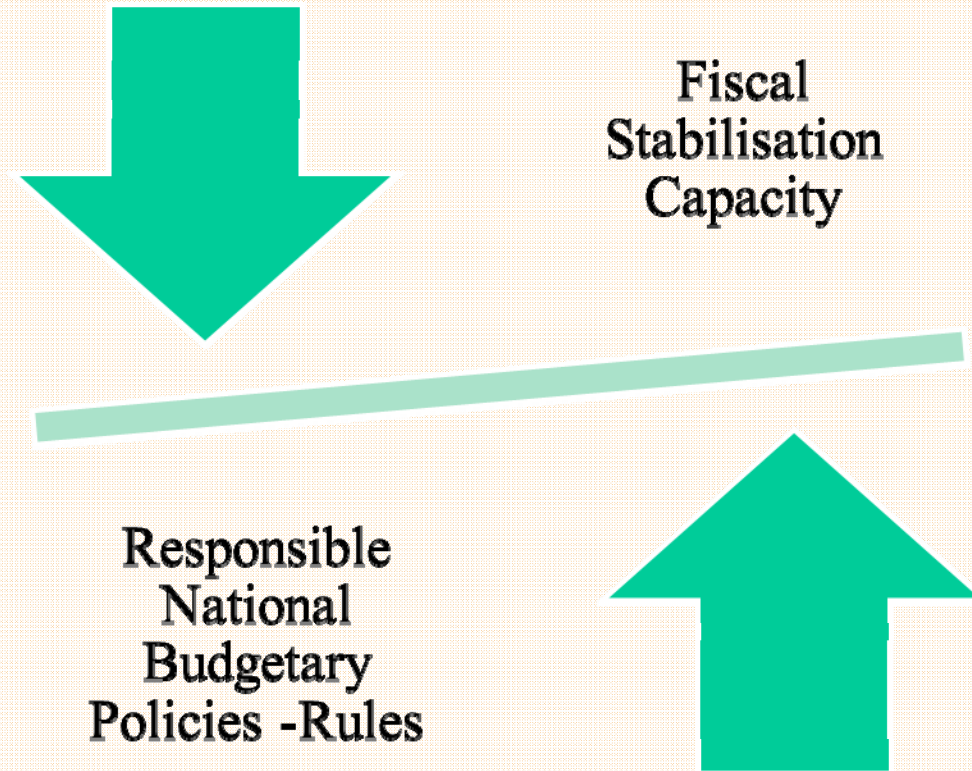 Fiscal
Stabilisation
Capacity
Responsible
National
Budgetary
Policies -Rules